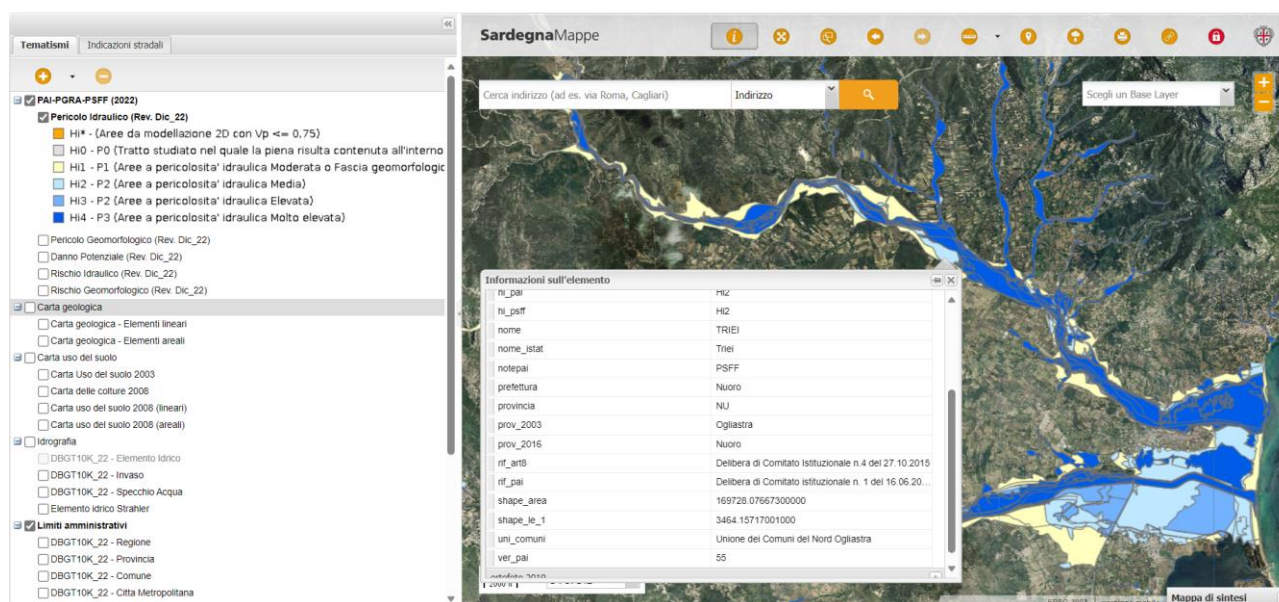 Tematismi
Indicazioni stradali
PAI-PGRA-PSFF (2022)
Pericolo Idraulico (Rev. Dic_22)
Hi* - (Aree da modellazione 2D con Vp <= 0,75)
Hi0 - P0 (Tratto studiato nel quale la piena risulta contenuta all'interno
Hi1 - P1 (Aree a pericolosita' idraulica Moderata o Fascia geomorfologic
Hi2 - P2 (Aree a pericolosita' idraulica Media)
Hi3 - P2 (Aree a pericolosita' idraulica Elevata)
Hi4 - P3 (Aree a pericolosita' idraulica Molto elevata)
Pericolo Geomorfologico (Rev. Dic_22)
Danno Potenziale (Rev. Dic_22)
Rischio Idraulico (Rev. Dic_22)
Rischio Geomorfologico (Rev. Dic_22)
Carta geologica
Carta geologica - Elementi lineari
Carta geologica - Elementi areali
Carta uso del suolo
Carta Uso del suolo 2003
Carta delle colture 2008
Carta uso del suolo 2008 (lineari)
Carta uso del suolo 2008 (areali)
Idrografia
DBGT10K_22 - Elemento Idrico
DBGT10K_22 - Invaso
DBGT10K_22 - Specchio Acqua
Elemento idrico Strahler
Limiti amministrativi
DBGT10K_22 - Regione
DBGT10K_22 - Provincia
DBGT10K_22 - Comune
DBGT10K_22 - Citta Metropolitana
SardegnaMappe
Cerca indirizzo (ad es. via Roma, Cagliari)
Indirizzo
Scegli un Base Layer
Informazioni sull'elemento
hi_pai Hi2
hi_psff Hi2
nome TRIEI
nome_istat Triei
notepai PSFF
prefettura Nuoro
provincia NU
prov_2003 Ogliastra
prov_2016 Nuoro
rif_art8 Delibera di Comitato Istituzionale n.4 del 27.10.2015
rif_pai Delibera di Comitato istituzionale n. 1 del 16.06.20...
shape_area 169728.07667300000
shape_le_1 3464.15717001000
uni_comuni Unione dei Comuni del Nord Ogliastra
ver_pai 55
ortofoto 2019
Mappa di sintesi